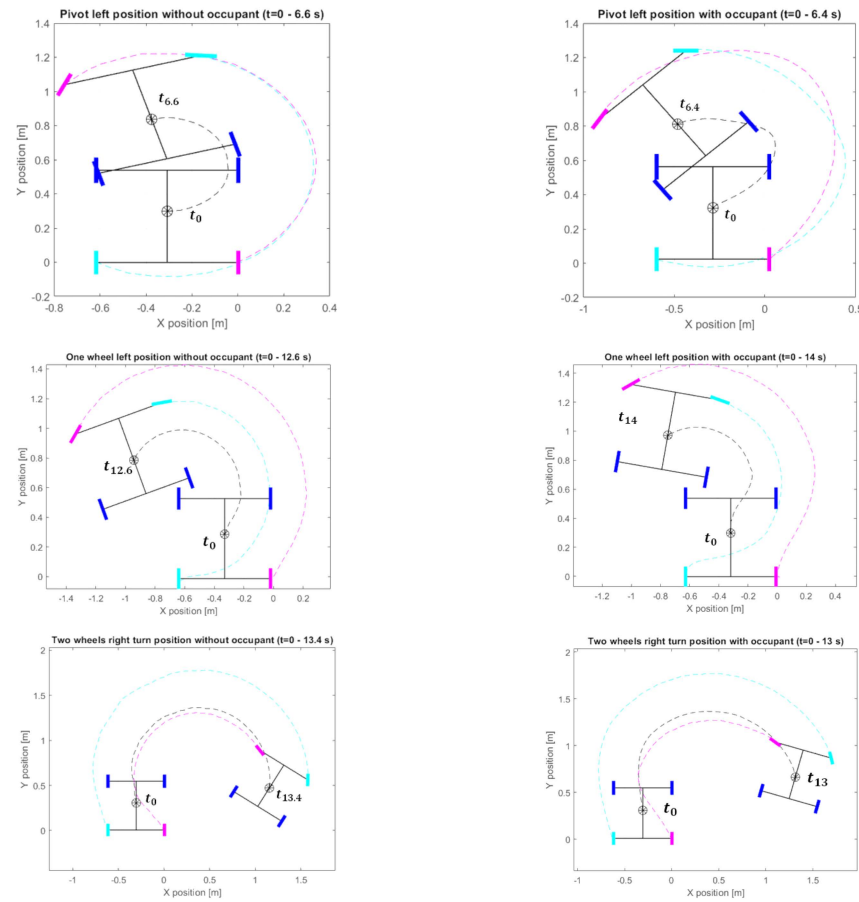 Pivot left position without occupant (t=0 - 6.6 s)
1.4
1.2
1
0.8
0.6
0.4
0.2
0
-0.2
Y position [m]
t6.6
t0
-0.8 -0.6 -0.4 -0.2 0 0.2 0.4
X position [m]
Pivot left position with occupant (t=0 - 6.4 s)
1.4
1.2
1
0.8
0.6
0.4
0.2
0
-0.2
Y position [m]
t6.4
t0
-1 -0.5 0 0.5
X position [m]
One wheel left position without occupant (t=0 - 12.6 s)
1.4
1.2
1
0.8
0.6
0.4
0.2
0
Y position [m]
t12.6
t0
-1.4 -1.2 -1 -0.8 -0.6 -0.4 -0.2 0 0.2 0.4
X position [m]
One wheel left position with occupant (t=0 - 14 s)
1.4
1.2
1
0.8
0.6
0.4
0.2
0
Y position [m]
t14
t0
-1.2 -1 -0.8 -0.6 -0.4 -0.2 0 0.2 0.4 0.6
X position [m]
Two wheels right turn position without occupant (t=0 - 13.4 s)
2
1.5
1
0.5
0
Y position [m]
t0
t13.4
-1 -0.5 0 0.5 1 1.5
X position [m]
Two wheels right turn position with occupant (t=0 - 13 s)
2
1.5
1
0.5
0
Y position [m]
t13
t0
-1 -0.5 0 0.5 1 1.5 2
X position [m]